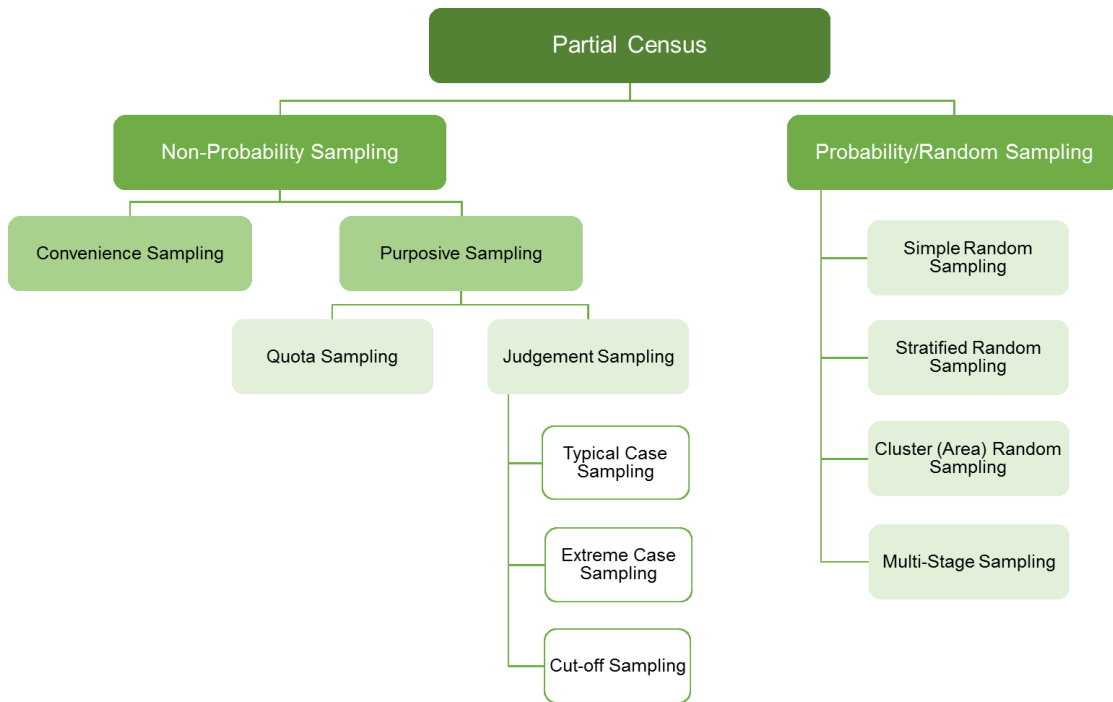 Partial Census
Non-Probability Sampling
Probability/Random Sampling
Convenience Sampling
Purposive Sampling
Quota Sampling
Judgement Sampling
Typical Case
Sampling
Extreme Case
Sampling
Cut-off Sampling
Simple Random
Sampling
Stratified Random
Sampling
Cluster (Area) Random
Sampling
Multi-Stage Sampling